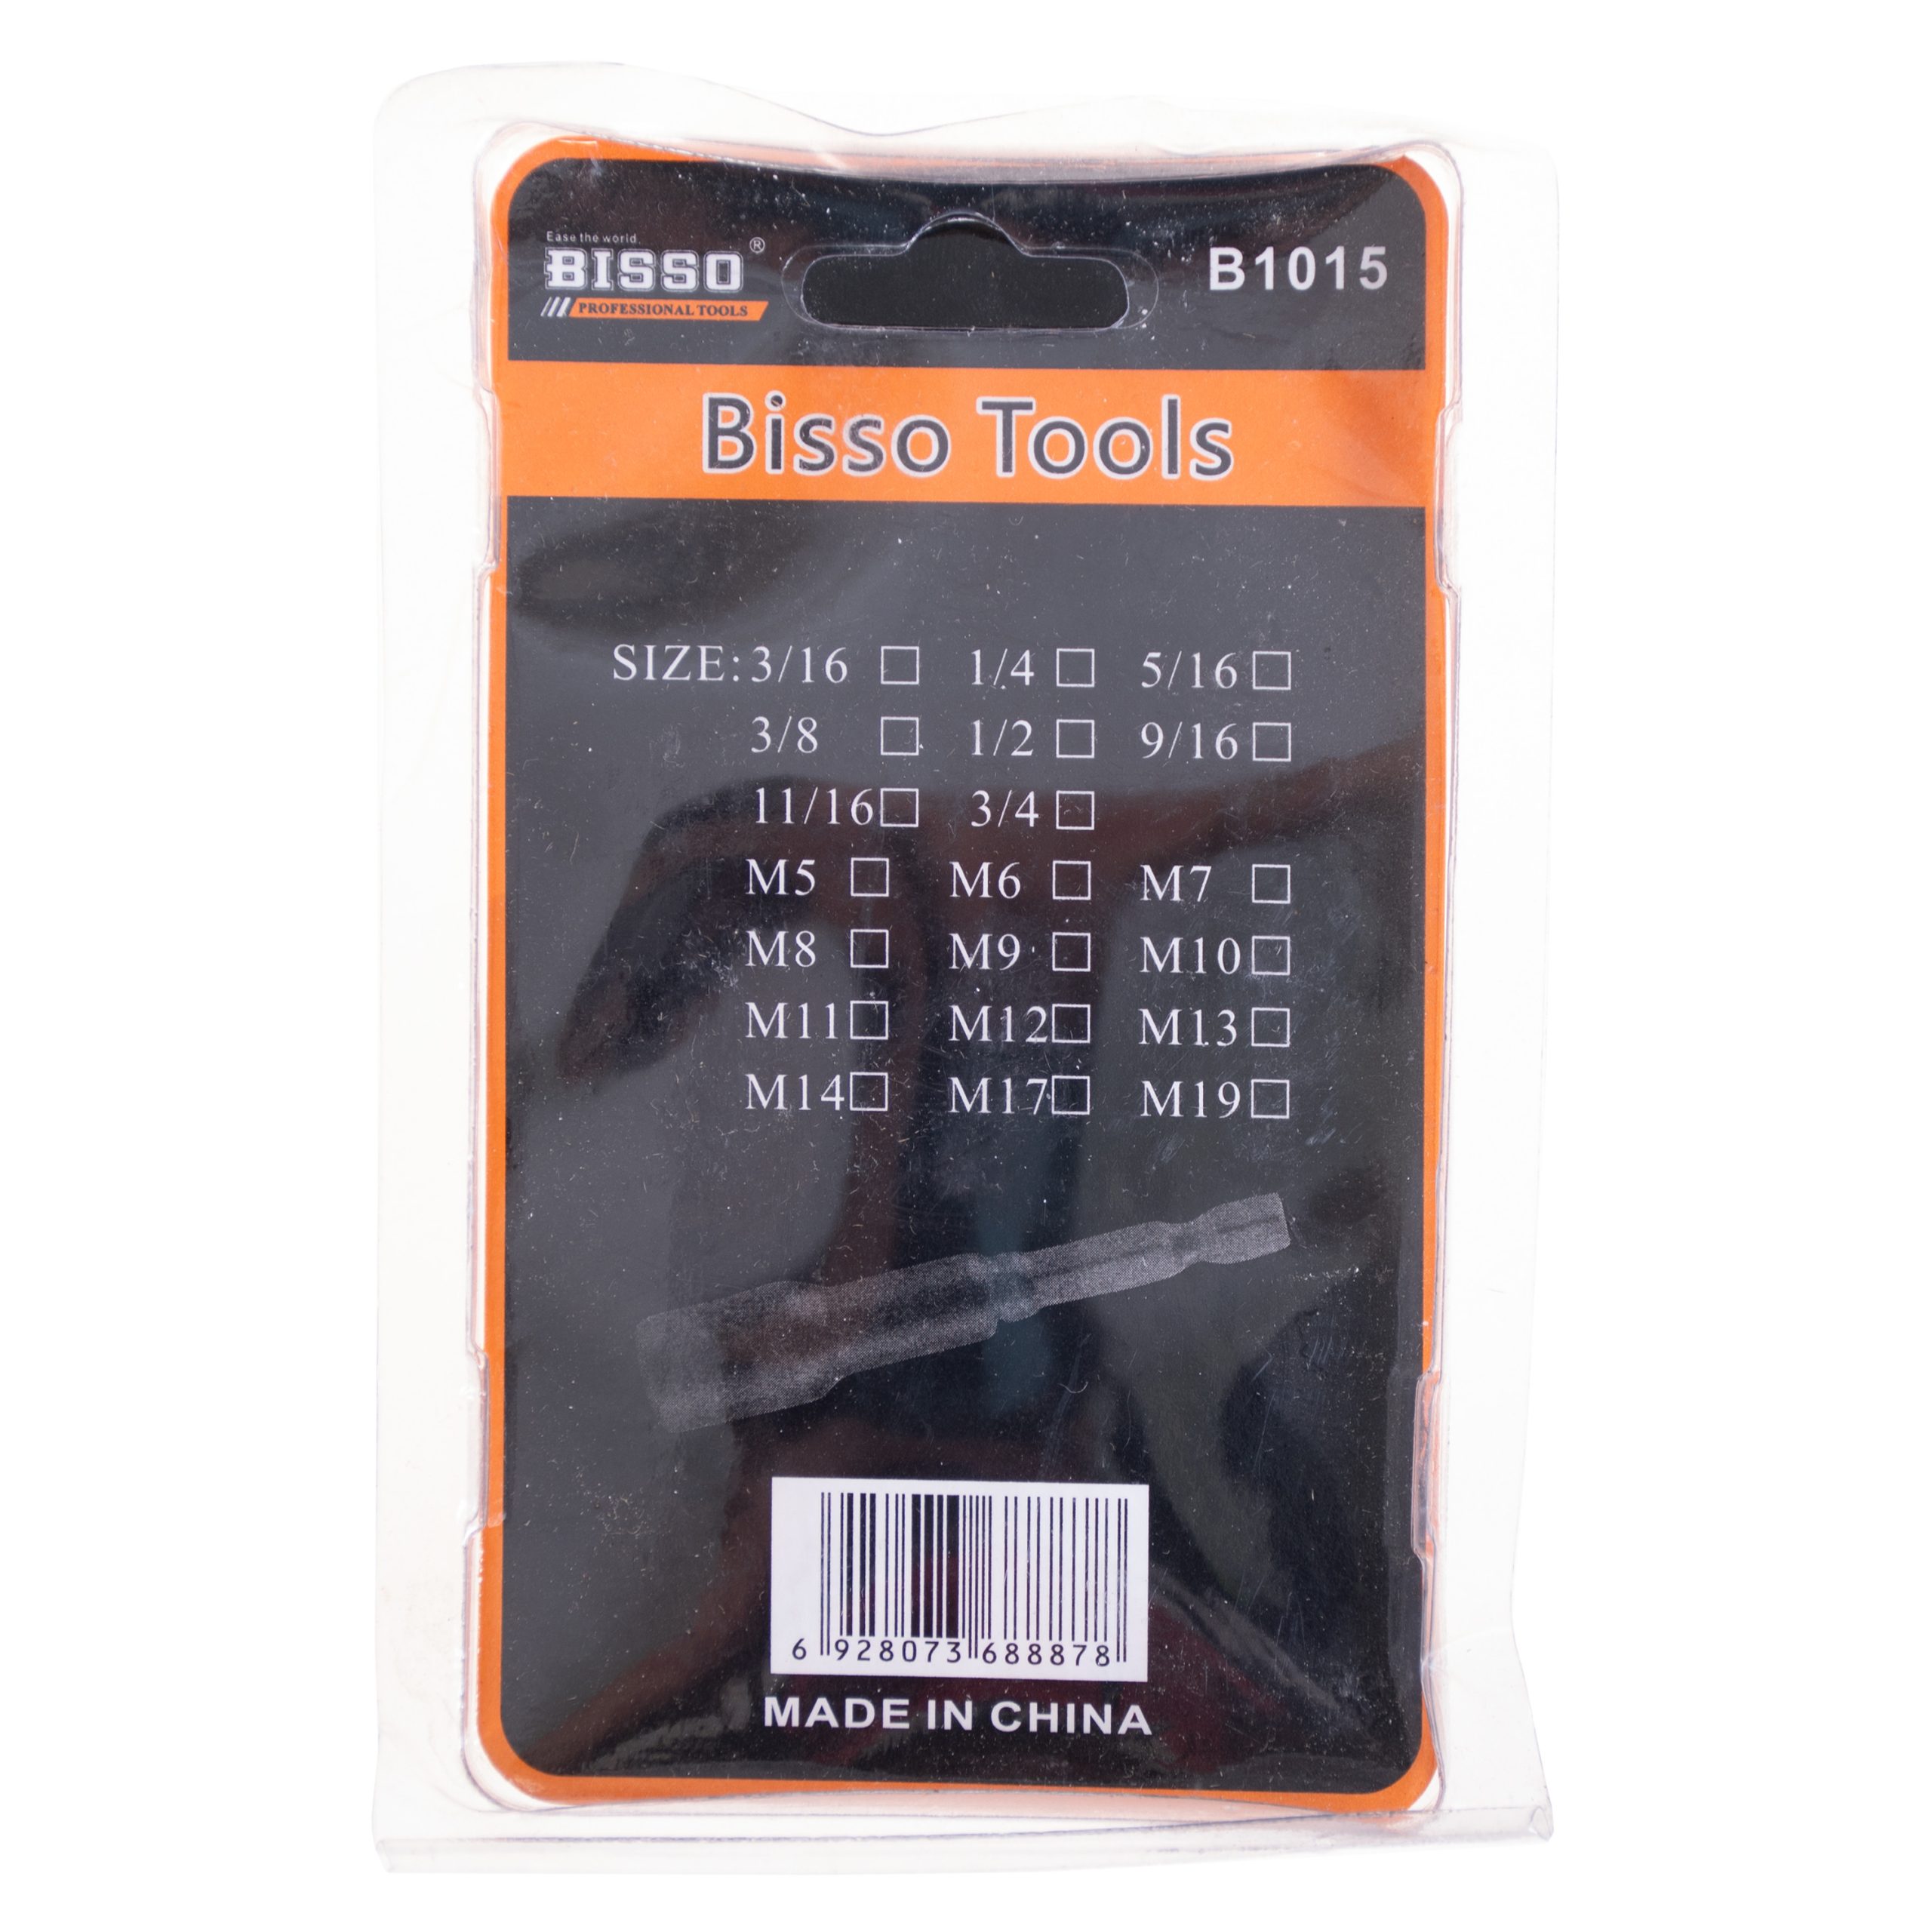 Ease the world.
BISSO®
PROFESSIONAL TOOLS
B1015
Bisso Tools
SIZE: 3/16 □ 1/4 □ 5/16 □
3/8 □ 1/2 □ 9/16 □
11/16 □ 3/4 □
M5 □ M6 □ M7 □
M8 □ M9 □ M10 □
M11 □ M12 □ M13 □
M14 □ M17 □ M19 □
6 928073 688878
MADE IN CHINA